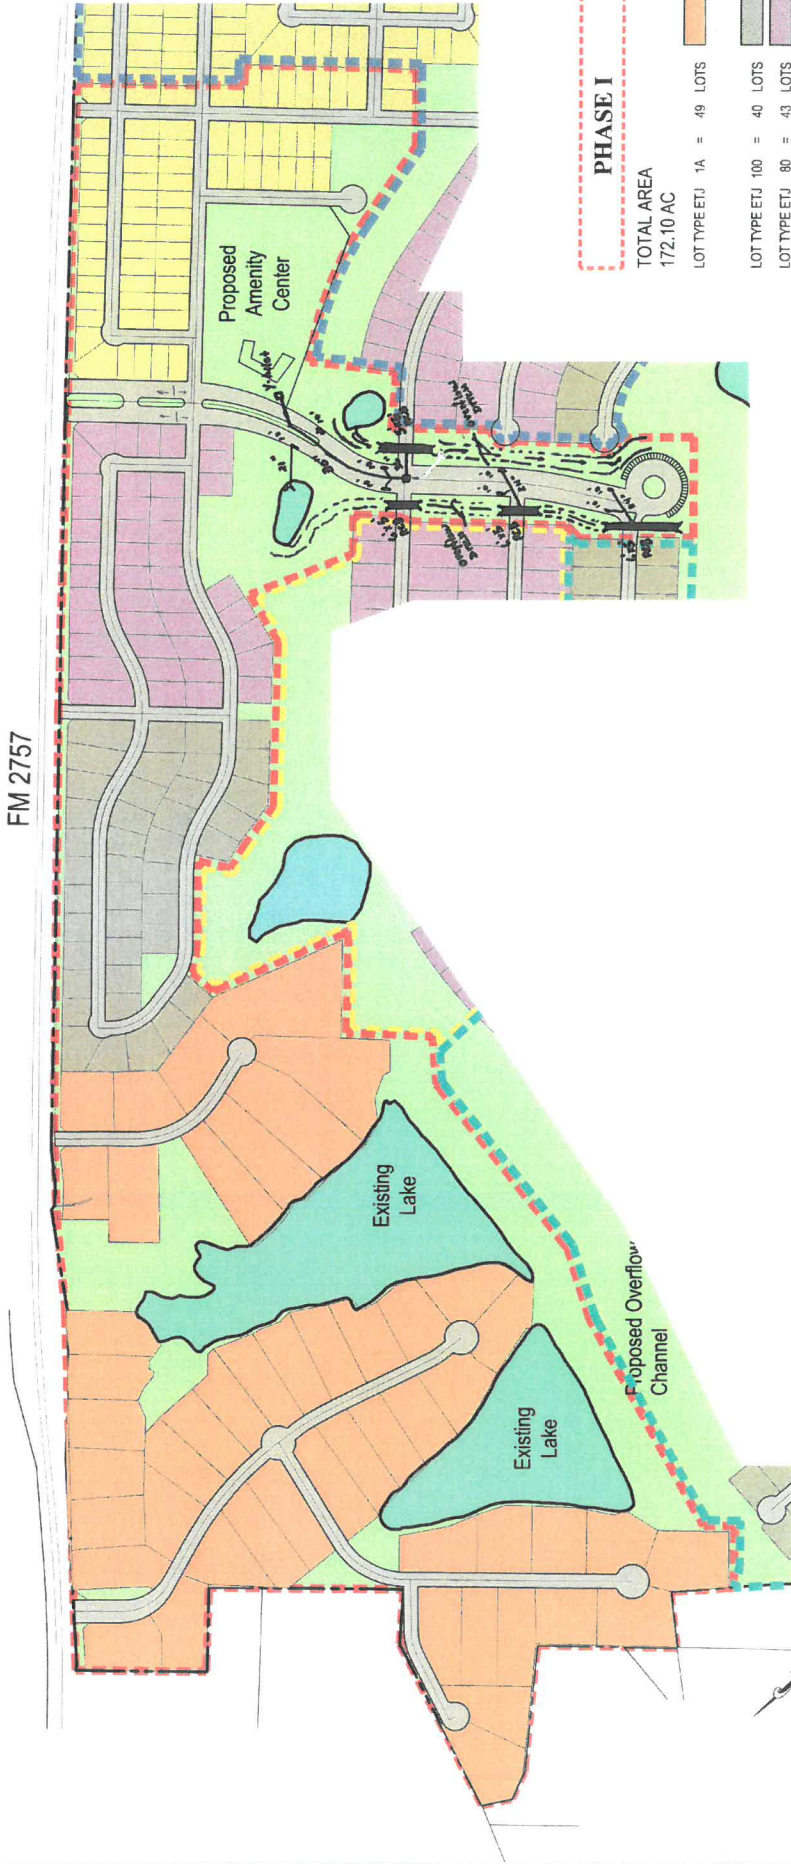 FM 2757
Proposed
Amenity
Center
Existing
Lake
Existing
Lake
Proposed Overflow
Channel
PHASE I
TOTAL AREA
172.10 AC
LOT TYPE ETJ 1A = 49 LOTS
LOT TYPE ETJ 100 = 40 LOTS
LOT TYPE ETJ 80 = 43 LOTS